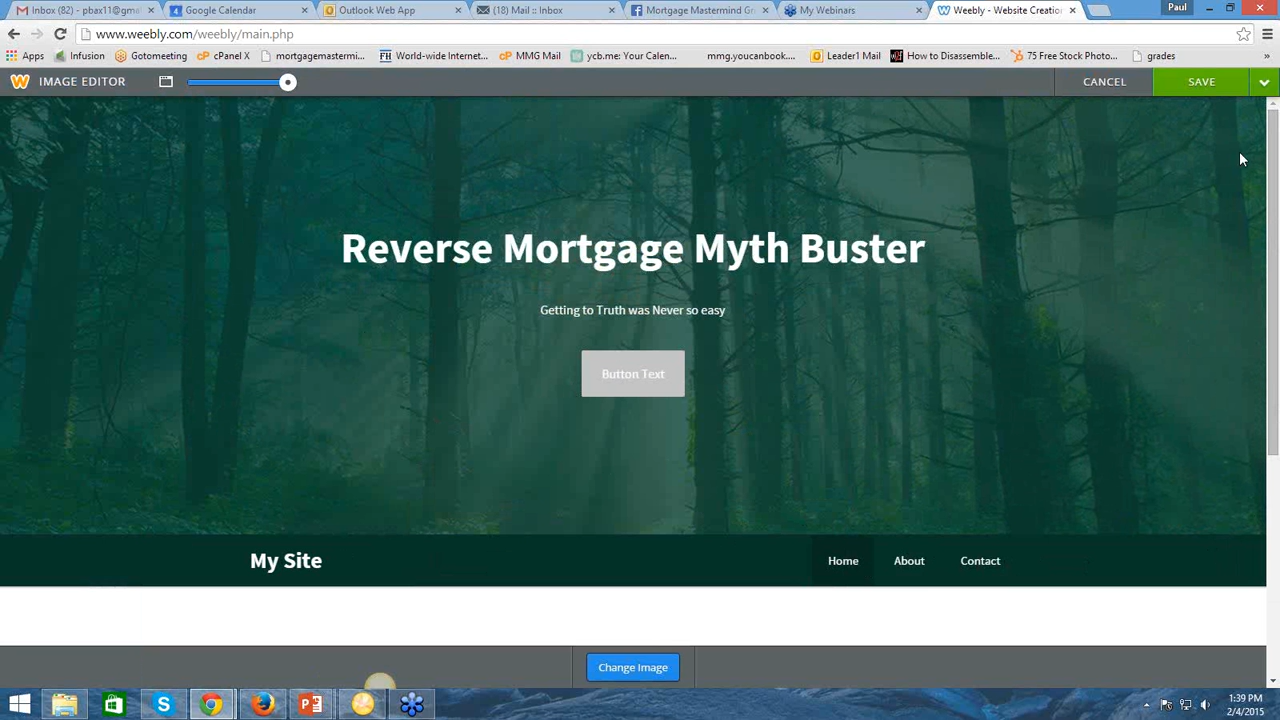 Inbox (82) - pbax11@gmai
Google Calendar
Outlook Web App
(18) Mail :: Inbox
Mortgage Mastermind Gr
My Webinars
Weebly - Website Creation
Paul
www.weebly.com/weebly/main.php
Apps
Infusion
Gotomeeting
cPanel X
mortgagemastermi...
World-wide Internet...
MMG Mail
ycb.me: Your Calen...
mmg.youcanbook....
Leader1 Mail
How to Disassemble...
75 Free Stock Photo...
grades
IMAGE EDITOR
CANCEL
SAVE
Reverse Mortgage Myth Buster
Getting to Truth was Never so easy
Button Text
My Site
Home
About
Contact
Change Image
1:39 PM
2/4/2015